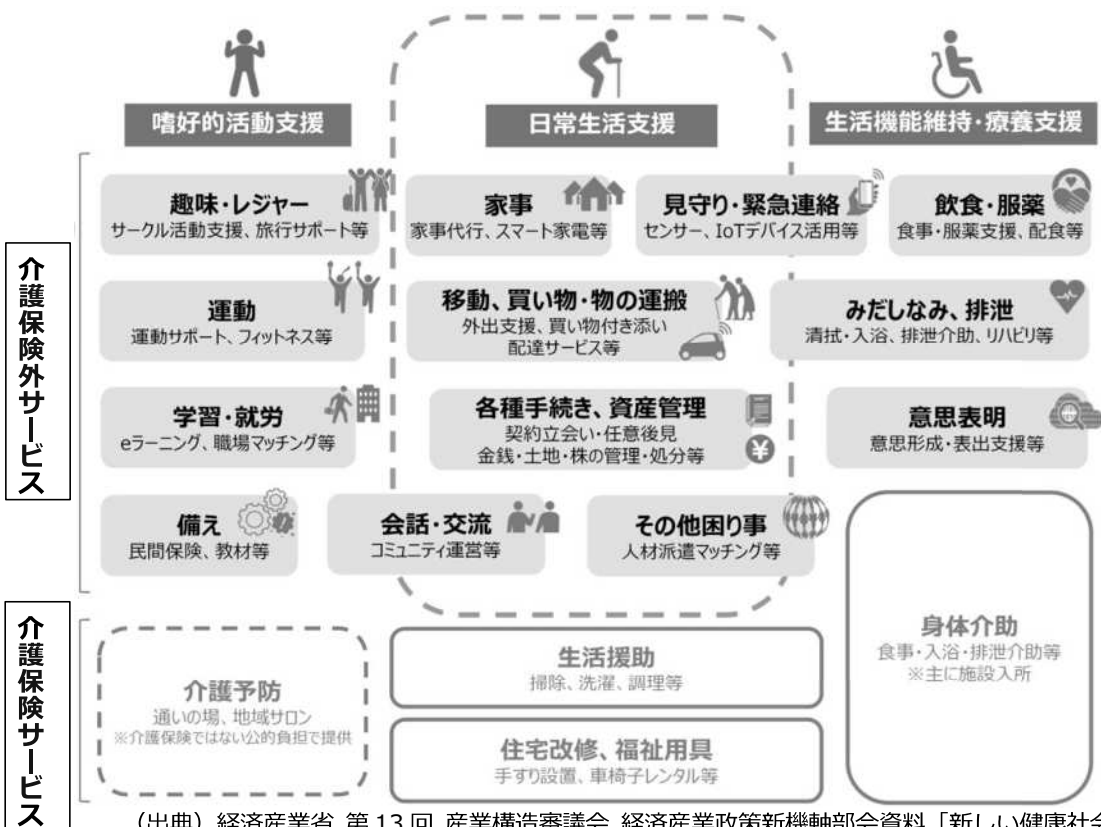 嗜好的活動支援
日常生活支援
生活機能維持・療養支援
介護保険外サービス
趣味・レジャー
サークル活動支援、旅行サポート等
家事
家事代行、スマート家電等
見守り・緊急連絡
センサー、IoTデバイス活用等
飲食・服薬
食事・服薬支援、配食等
運動
運動サポート、フィットネス等
移動、買い物・物の運搬
外出支援、買い物付き添い
配達サービス等
みだしなみ、排泄
清拭・入浴、排泄介助、リハビリ等
学習・就労
eラーニング、職場マッチング等
各種手続き、資産管理
契約立会い・任意後見
金銭・土地・株の管理・処分等
意思表明
意思形成・表出支援等
備え
民間保険、教材等
会話・交流
コミュニティ運営等
その他困り事
人材派遣マッチング等
介護保険サービス
介護予防
通いの場、地域サロン
※介護保険ではない公的負担で提供
生活援助
掃除、洗濯、調理等
住宅改修、福祉用具
手すり設置、車椅子レンタル等
身体介助
食事・入浴・排泄介助等
※主に施設入所
（出典）経済産業省 第13回 産業構造審議会 経済産業政策新機軸部会資料「新しい健康社会